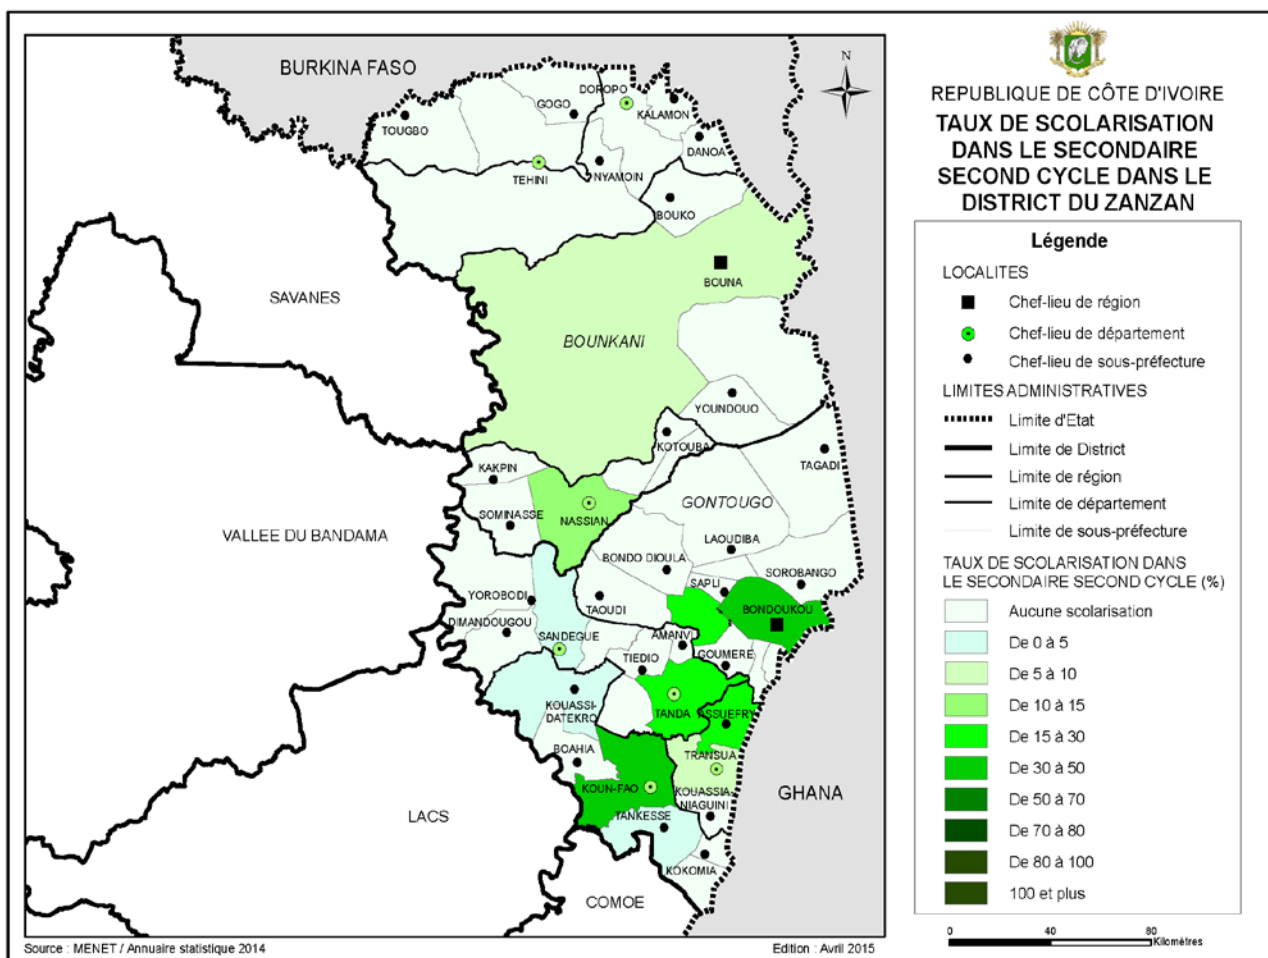 REPUBLIQUE DE CÔTE D'IVOIRE
TAUX DE SCOLARISATION
DANS LE SECONDAIRE
SECOND CYCLE DANS LE
DISTRICT DU ZANZAN
Légende
LOCALITES
Chef-lieu de région
Chef-lieu de département
Chef-lieu de sous-préfecture
LIMITES ADMINISTRATIVES
Limite d'Etat
Limite de District
Limite de région
Limite de département
Limite de sous-préfecture
TAUX DE SCOLARISATION DANS
LE SECONDAIRE SECOND CYCLE (%)
Aucune scolarisation
De 0 à 5
De 5 à 10
De 10 à 15
De 15 à 30
De 30 à 50
De 50 à 70
De 70 à 80
De 80 à 100
100 et plus
0 40 80
Kilomètres
N
BURKINA FASO
DOROPO
GOGO
KALAMON
TOUGBO
DANOA
TEHINI
NYAMOIN
BOUKO
BOUNA
SAVANES
BOUNKANI
YOUNDOUO
KOTOUBA
TAGADI
KAKPIN
GONTOUGO
SOMINASSE
NASSIAN
VALLEE DU BANDAMA
LAOUDIBA
BONDO DIOULA
SOROBANGO
SAPLI
YOROBODI
TAOUDI
BONDOUKOU
DIMANDOUGOU
SANDEGUE
AMANVI
GOUMERE
TIEDIO
KOUASSI-
DATEKRO
TANDA
ASSUEFRY
BOAHIA
TRANSUA
KOUN-FAO
KOUASSIA-
NIAGUINI
GHANA
LACS
TANKESSE
KOKOMIA
COMOE
Source : MENET / Annuaire statistique 2014
Edition : Avril 2015